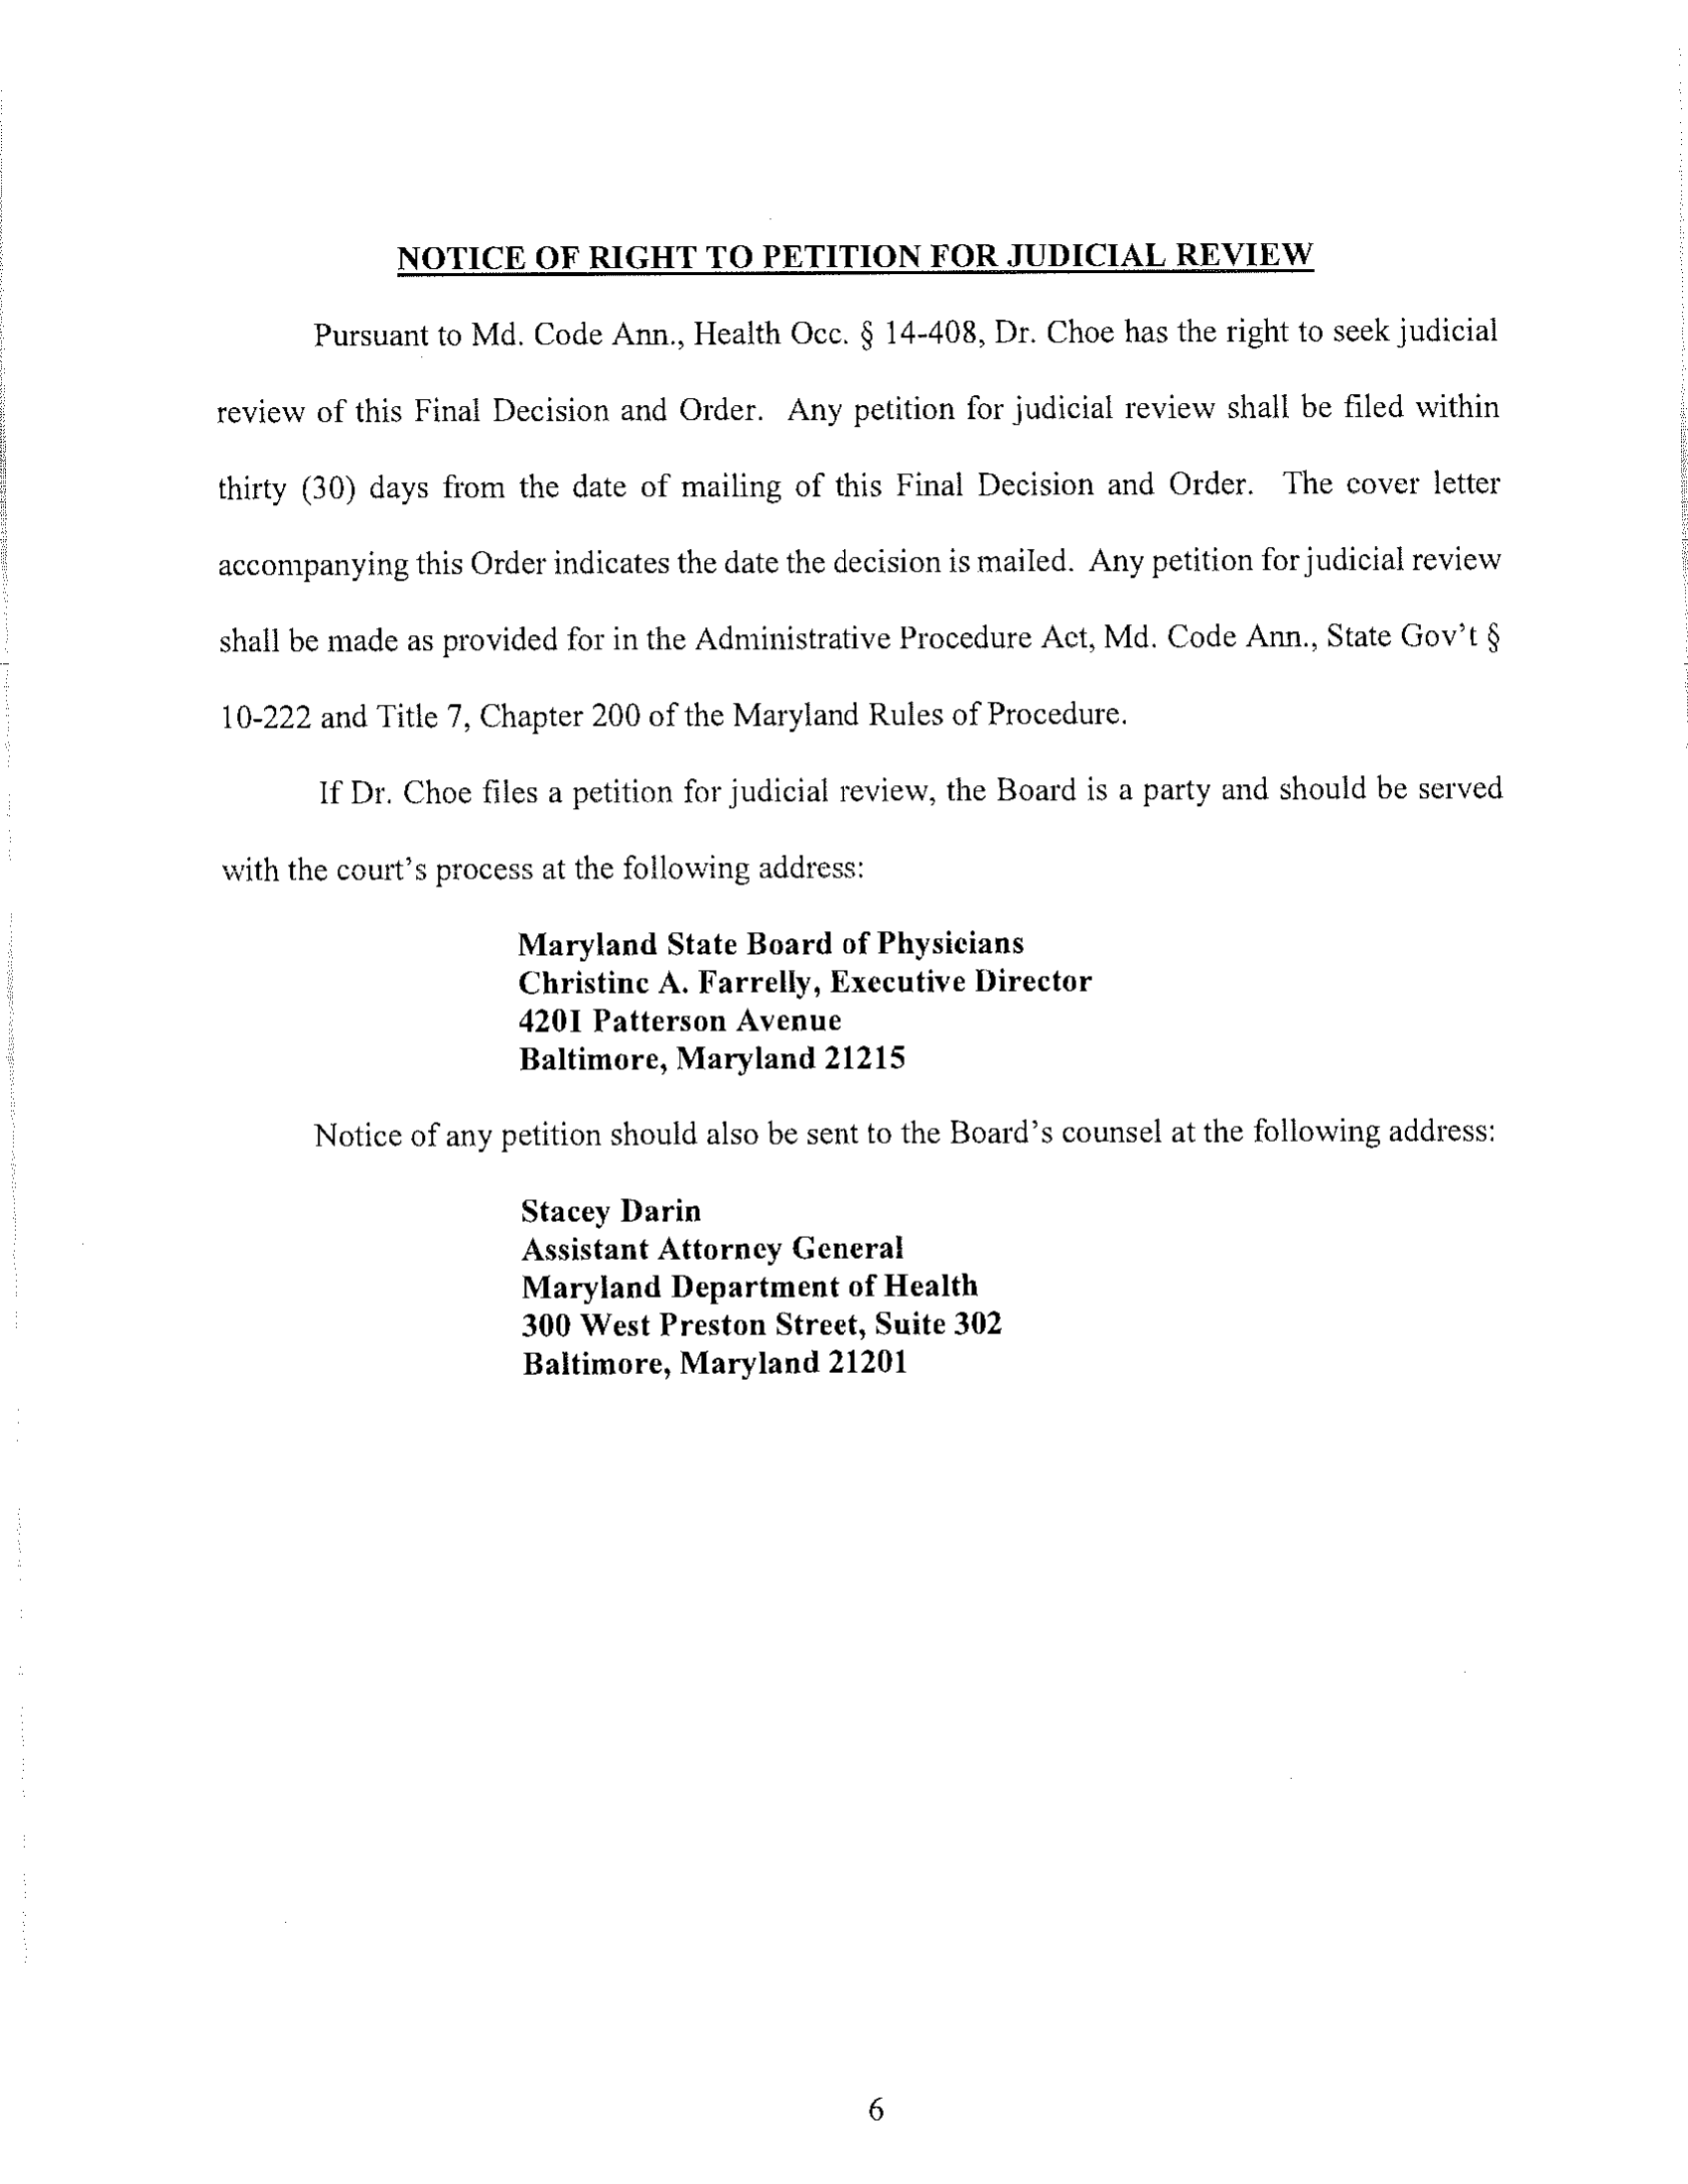 NOTICE OF RIGHT TO PETITION FOR JUDICIAL REVIEW
Pursuant to Md. Code Ann., Health Occ. § 14-408, Dr. Choe has the right to seek judicial
review of this Final Decision and Order. Any petition for judicial review shall be filed within
thirty (30) days from the date of mailing of this Final Decision and Order. The cover letter
accompanying this Order indicates the date the decision is mailed. Any petition for judicial review
shall be made as provided for in the Administrative Procedure Act, Md. Code Ann., State Gov't §
10-222 and Title 7, Chapter 200 of the Maryland Rules of Procedure.
If Dr. Choe files a petition for judicial review, the Board is a party and should be served
with the court's process at the following address:
Maryland State Board of Physicians
Christine A. Farrelly, Executive Director
4201 Patterson Avenue
Baltimore, Maryland 21215
Notice of any petition should also be sent to the Board's counsel at the following address:
Stacey Darin
Assistant Attorney General
Maryland Department of Health
300 West Preston Street, Suite 302
Baltimore, Maryland 21201
6